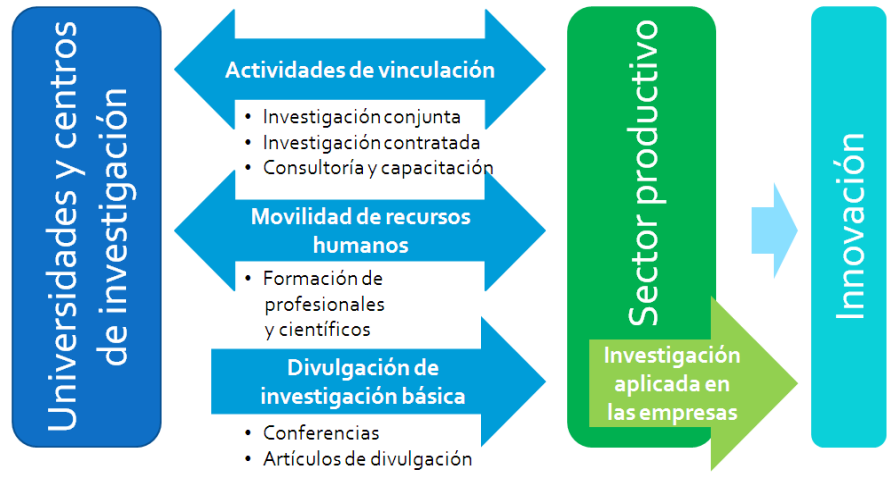 Universidades y centros
de investigación
Actividades de vinculación
• Investigación conjunta
• Investigación contratada
• Consultoría y capacitación
Movilidad de recursos
humanos
• Formación de
profesionales
y científicos
Divulgación de
investigación básica
• Conferencias
• Artículos de divulgación
Sector productivo
Investigación
aplicada en
las empresas
Innovación